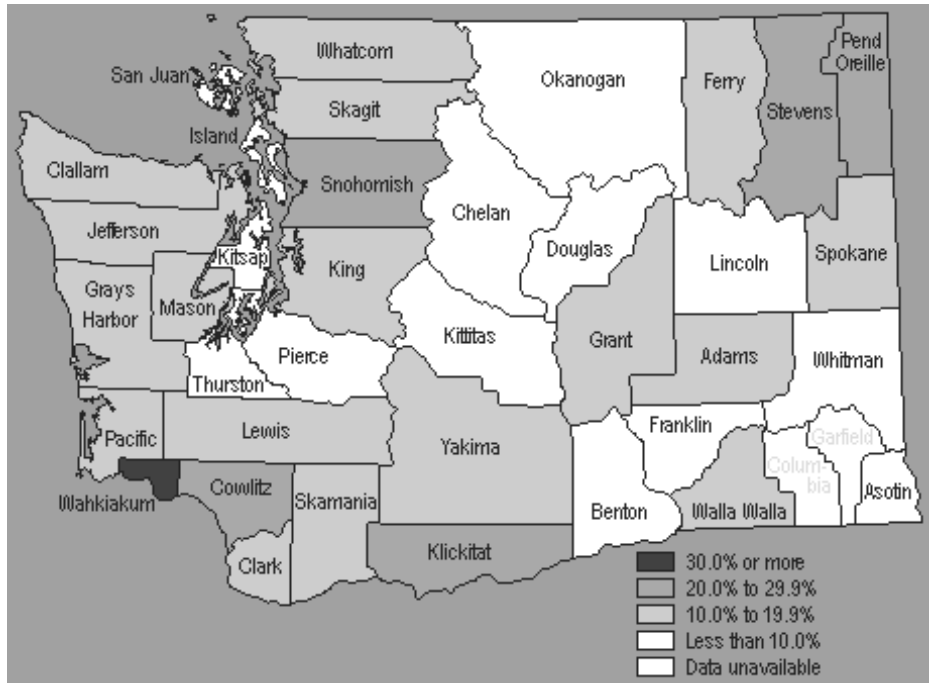 Whatcom
Pend
Oreille
San Juan
Okanogan
Ferry
Skagit
Stevens
Island
Clallam
Snohomish
Chelan
Jefferson
Douglas
Kitsap
King
Lincoln
Spokane
Grays
Harbor
Mason
Kittitas
Grant
Pierce
Adams
Whitman
Thurston
Lewis
Franklin
Pacific
Yakima
Garfield
Colum-
bia
Cowlitz
Skamania
Wahkiakum
Asotin
Benton
Walla Walla
Klickitat
Clark
30.0% or more
20.0% to 29.9%
10.0% to 19.9%
Less than 10.0%
Data unavailable